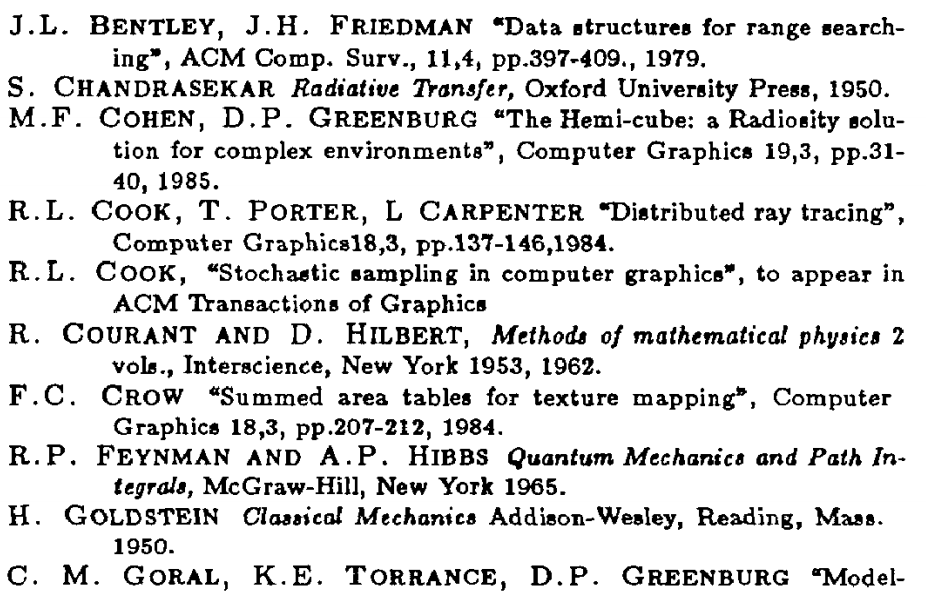 J.L. BENTLEY, J.H. FRIEDMAN "Data structures for range search-
ing", ACM Comp. Surv., 11,4, pp.397-409., 1979.
S. CHANDRASEKAR Radiative Transfer, Oxford University Press, 1950.
M.F. COHEN, D.P. GREENBURG "The Hemi-cube: a Radiosity solu-
tion for complex environments", Computer Graphics 19,3, pp.31-
40, 1985.
R.L. COOK, T. PORTER, L CARPENTER "Distributed ray tracing",
Computer Graphics18,3, pp.137-146,1984.
R.L. COOK, "Stochastic sampling in computer graphics", to appear in
ACM Transactions of Graphics
R. COURANT AND D. HILBERT, Methods of mathematical physics 2
vols., Interscience, New York 1953, 1962.
F.C. CROW "Summed area tables for texture mapping", Computer
Graphics 18,3, pp.207-212, 1984.
R.P. FEYNMAN AND A.P. HIBBS Quantum Mechanics and Path In-
tegrals, McGraw-Hill, New York 1965.
H. GOLDSTEIN Classical Mechanics Addison-Wesley, Reading, Mass.
1950.
C. M. GORAL, K.E. TORRANCE, D.P. GREENBURG "Model-